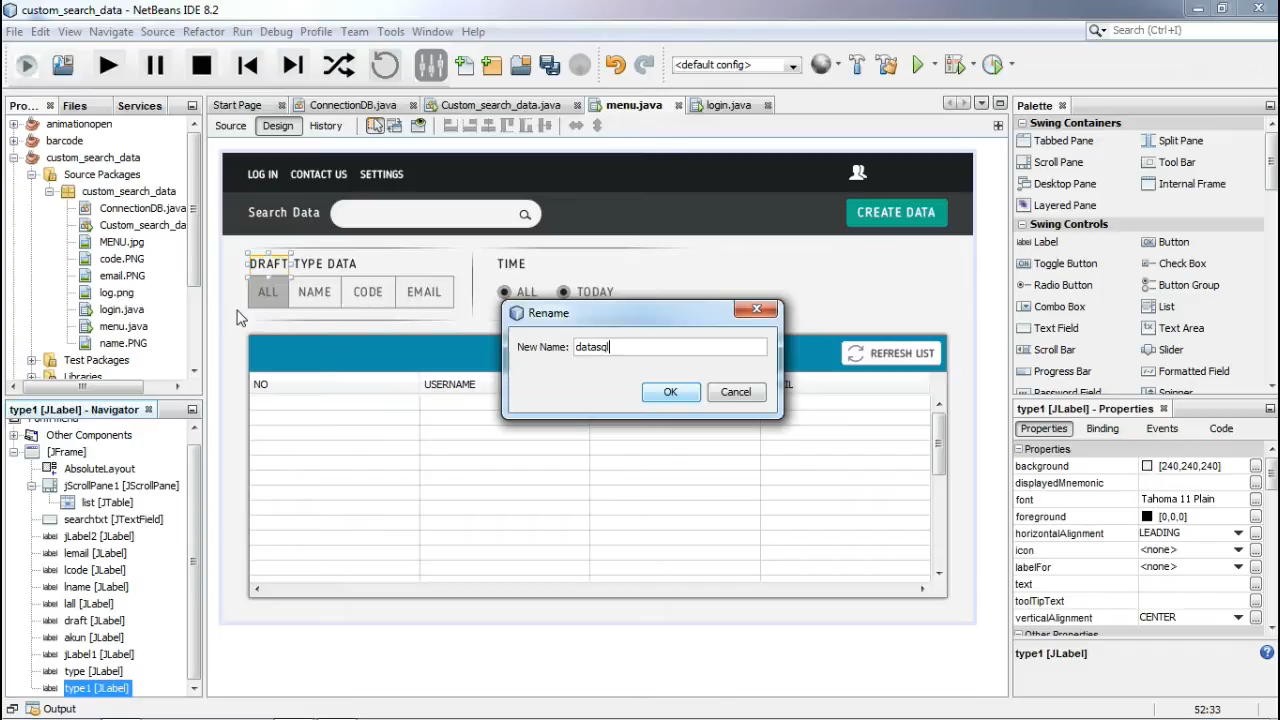 custom_search_data - NetBeans IDE 8.2
File Edit View Navigate Source Refactor Run Debug Profile Team Tools Window Help
Search (Ctrl+I)
<default config>
Pro...
Files
Services
Start Page
ConnectionDB.java
Custom_search_data.java
menu.java
login.java
Palette
Source Design History
animationopen
barcode
custom_search_data
Source Packages
custom_search_data
ConnectionDB.java
Custom_search_da
MENU.jpg
code.PNG
email.PNG
log.png
login.java
menu.java
name.PNG
Test Packages
Libraries
LOG IN CONTACT US SETTINGS
Search Data
CREATE DATA
DRAFT TYPE DATA
TIME
ALL NAME CODE EMAIL
ALL TODAY
REFRESH LIST
NO USERNAME
Rename
New Name: datasql
OK Cancel
Swing Containers
Tabbed Pane Split Pane
Scroll Pane Tool Bar
Desktop Pane Internal Frame
Layered Pane
Swing Controls
Label Button
Toggle Button Check Box
Radio Button Button Group
Combo Box List
Text Field Text Area
Scroll Bar Slider
Progress Bar Formatted Field
Password Field Spinner
type1 [JLabel] - Navigator
Form menu
Other Components
[JFrame]
AbsoluteLayout
jScrollPane1 [JScrollPane]
list [JTable]
searchtxt [JTextField]
jLabel2 [JLabel]
lemail [JLabel]
lcode [JLabel]
lname [JLabel]
lall [JLabel]
draft [JLabel]
akun [JLabel]
jLabel1 [JLabel]
type [JLabel]
type1 [JLabel]
type1 [JLabel] - Properties
Properties Binding Events Code
Properties
background [240,240,240]
displayedMnemonic
font Tahoma 11 Plain
foreground [0,0,0]
horizontalAlignment LEADING
icon <none>
labelFor <none>
text
toolTipText
verticalAlignment CENTER
Other Properties
type1 [JLabel]
Output
52:33